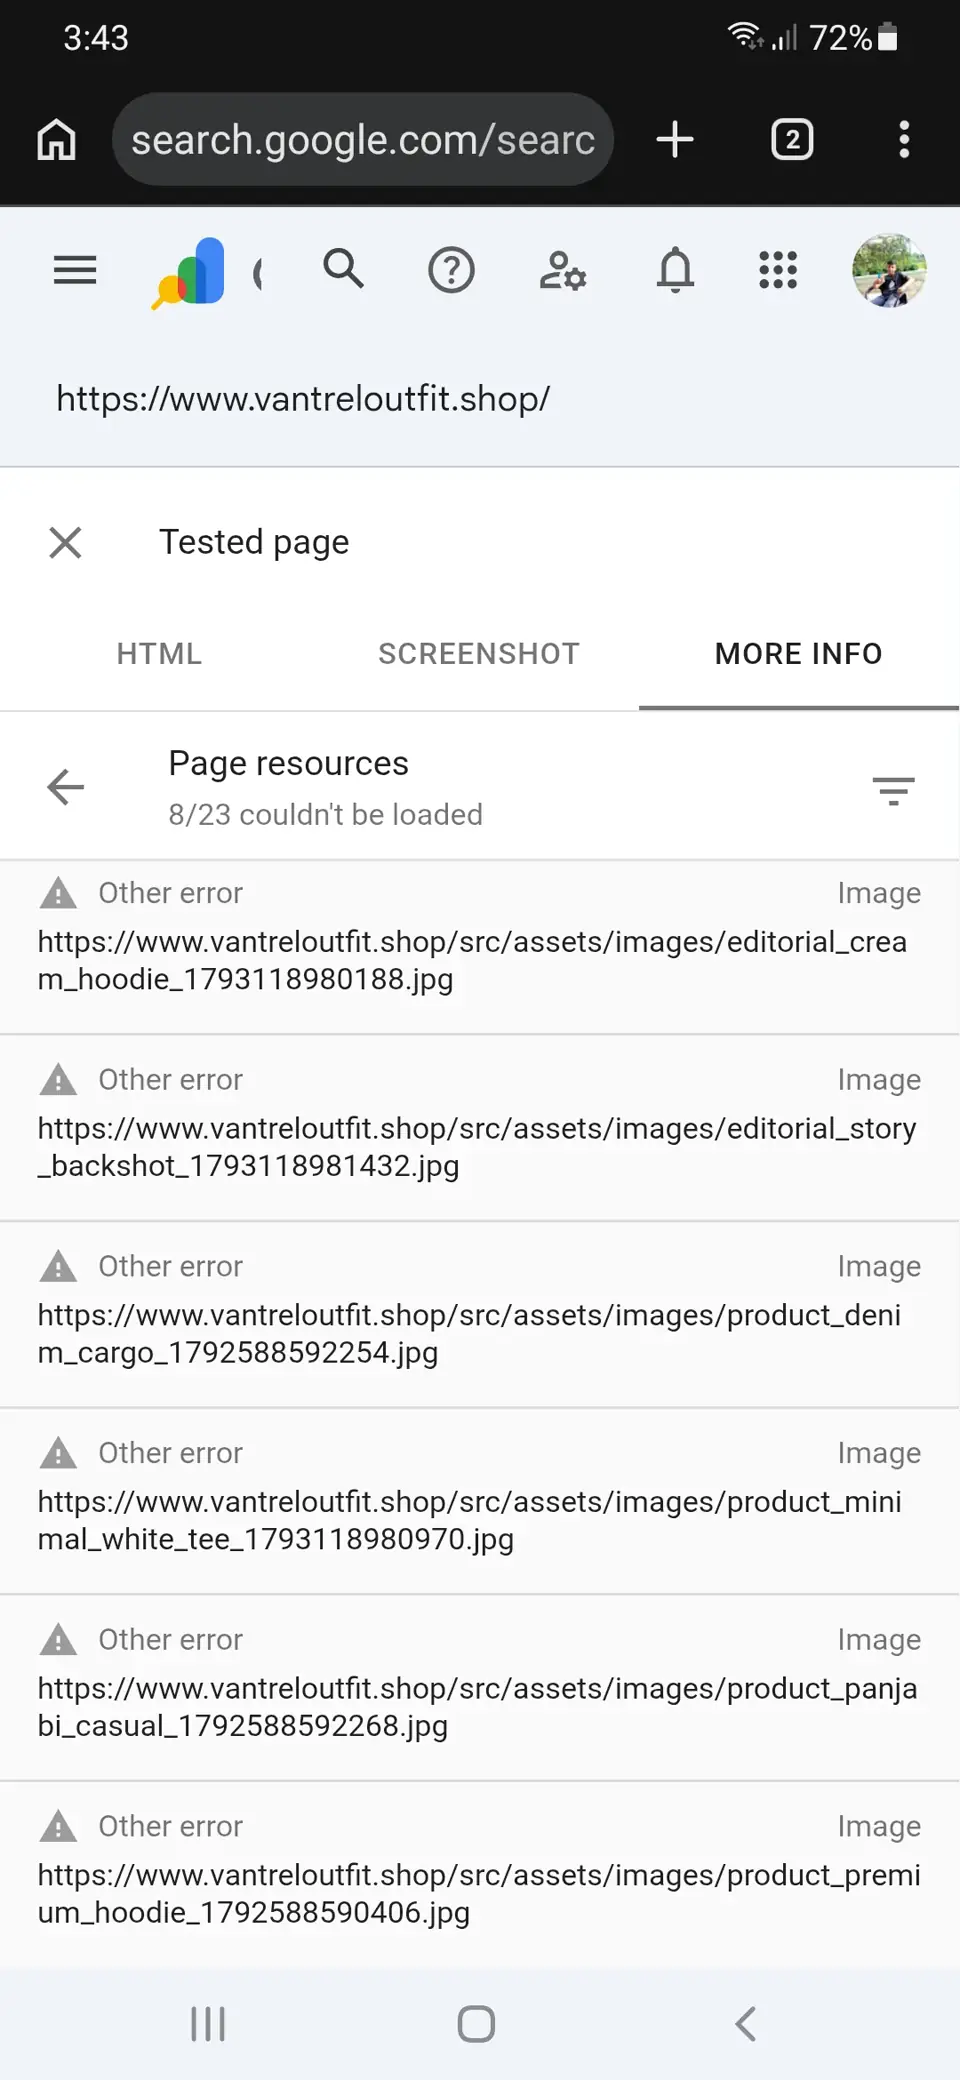 3:43
72%
search.google.com/searc
2
https://www.vantreloutfit.shop/
Tested page
HTML
SCREENSHOT
MORE INFO
Page resources
8/23 couldn't be loaded
Other error
Image
https://www.vantreloutfit.shop/src/assets/images/editorial_crea
m_hoodie_1793118980188.jpg
Other error
Image
https://www.vantreloutfit.shop/src/assets/images/editorial_story
_backshot_1793118981432.jpg
Other error
Image
https://www.vantreloutfit.shop/src/assets/images/product_deni
m_cargo_1792588592254.jpg
Other error
Image
https://www.vantreloutfit.shop/src/assets/images/product_mini
mal_white_tee_1793118980970.jpg
Other error
Image
https://www.vantreloutfit.shop/src/assets/images/product_panja
bi_casual_1792588592268.jpg
Other error
Image
https://www.vantreloutfit.shop/src/assets/images/product_premi
um_hoodie_1792588590406.jpg